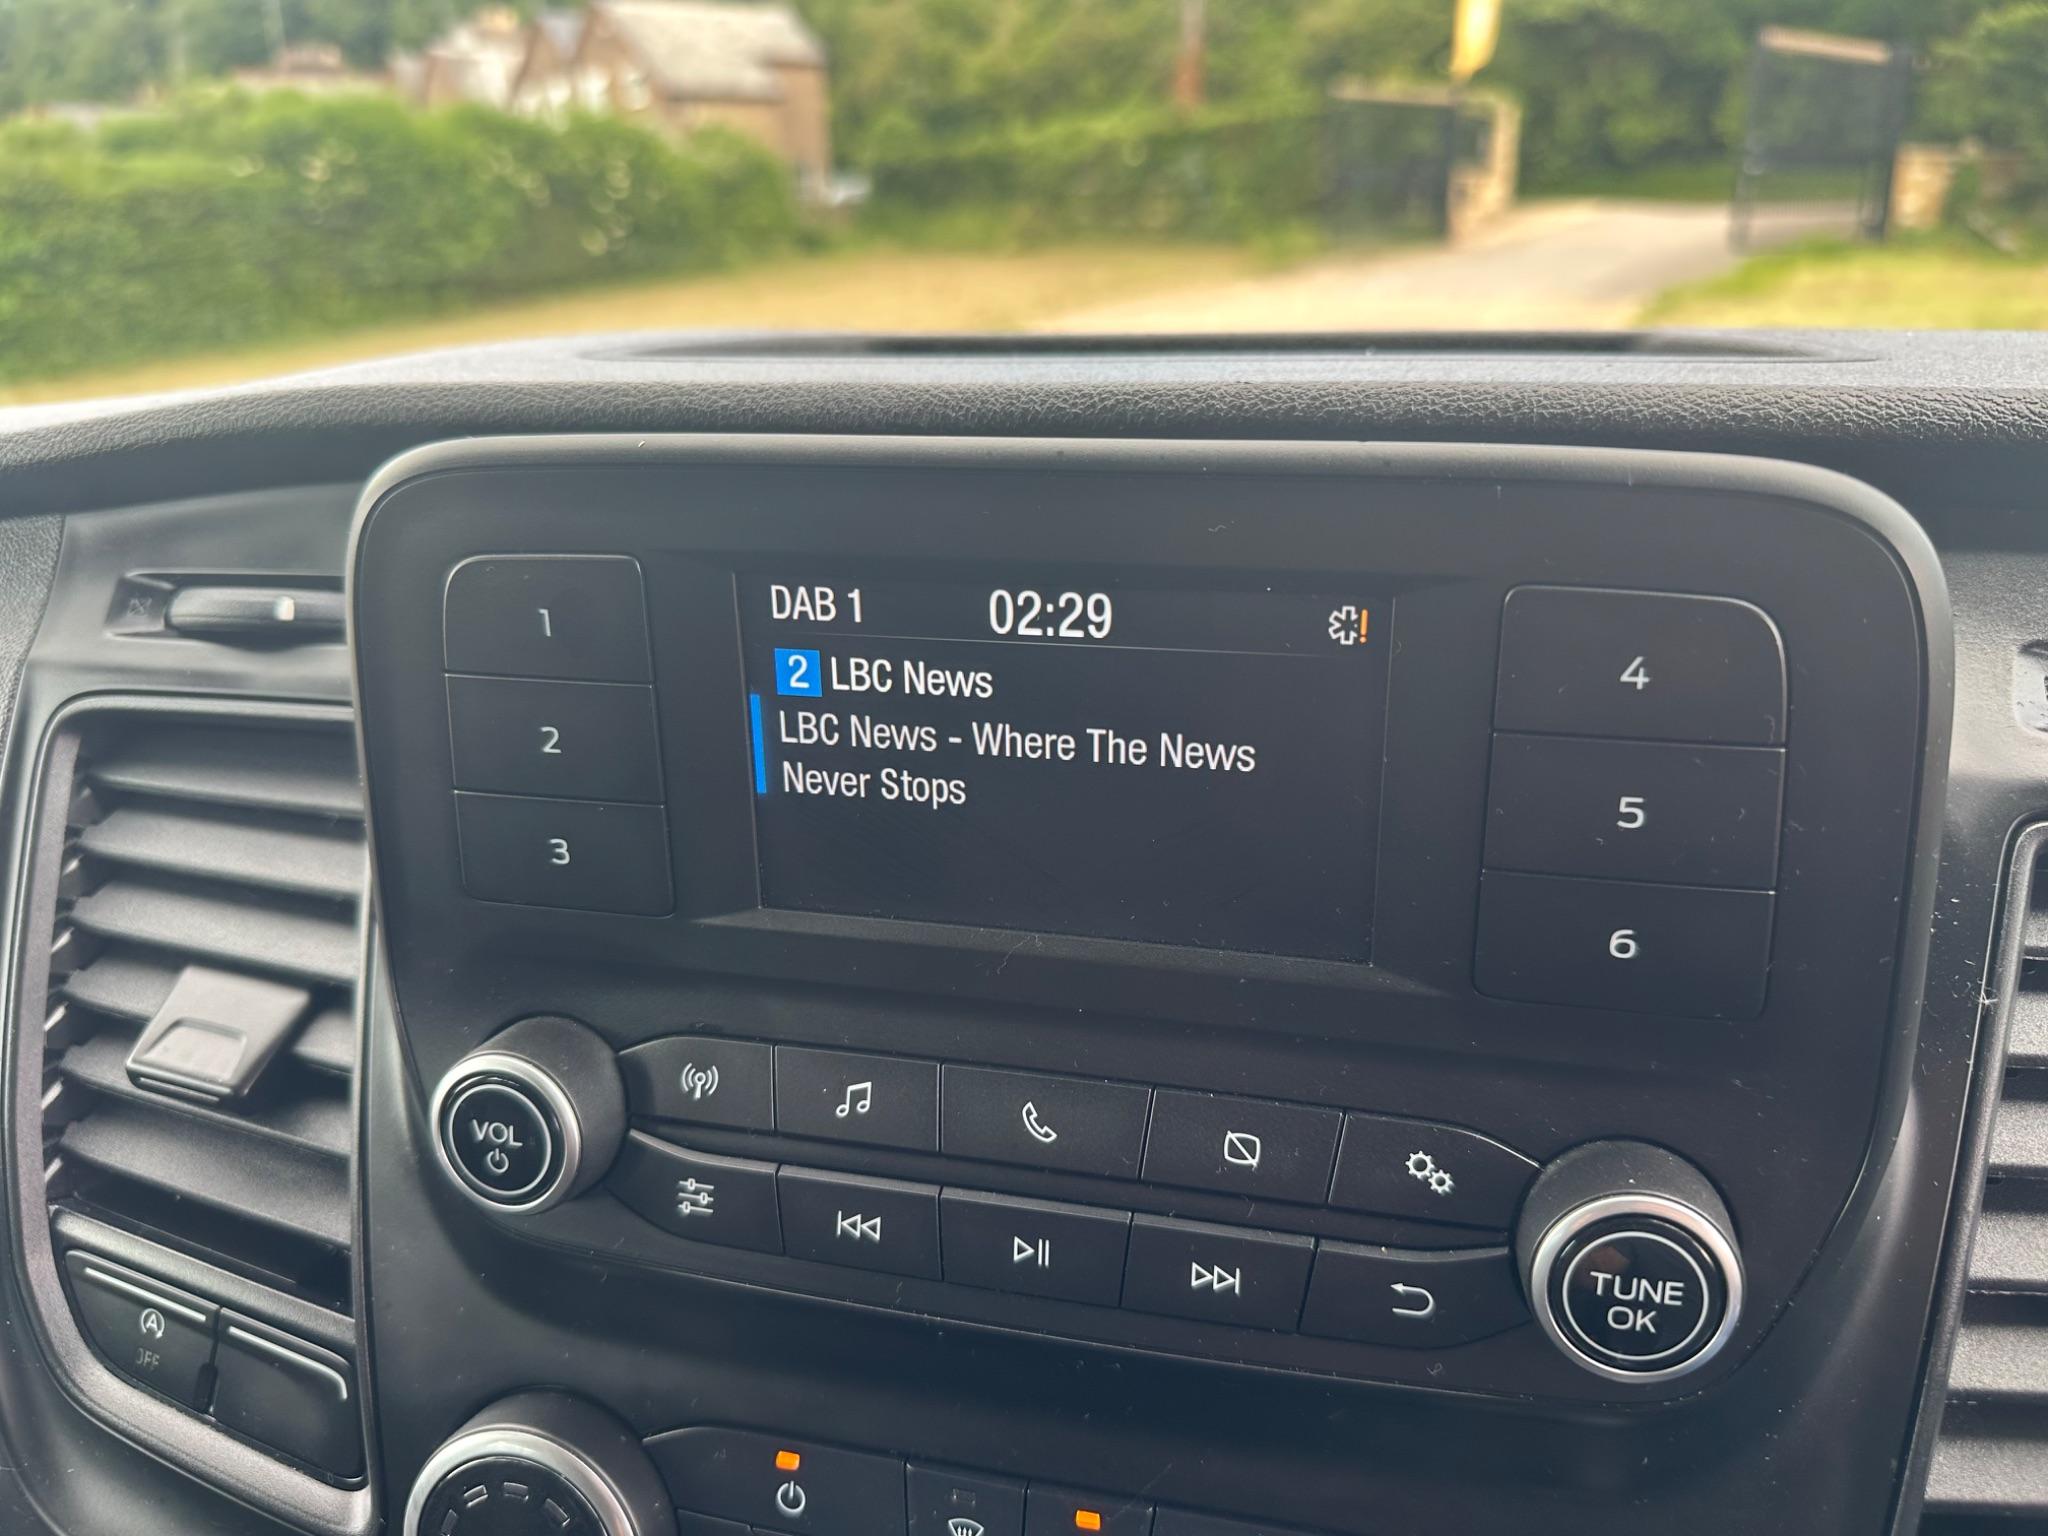 DAB 1 02:29
2 LBC News
LBC News - Where The News
Never Stops
1
2
3
4
5
6
VOL
TUNE
OK
A
OFF